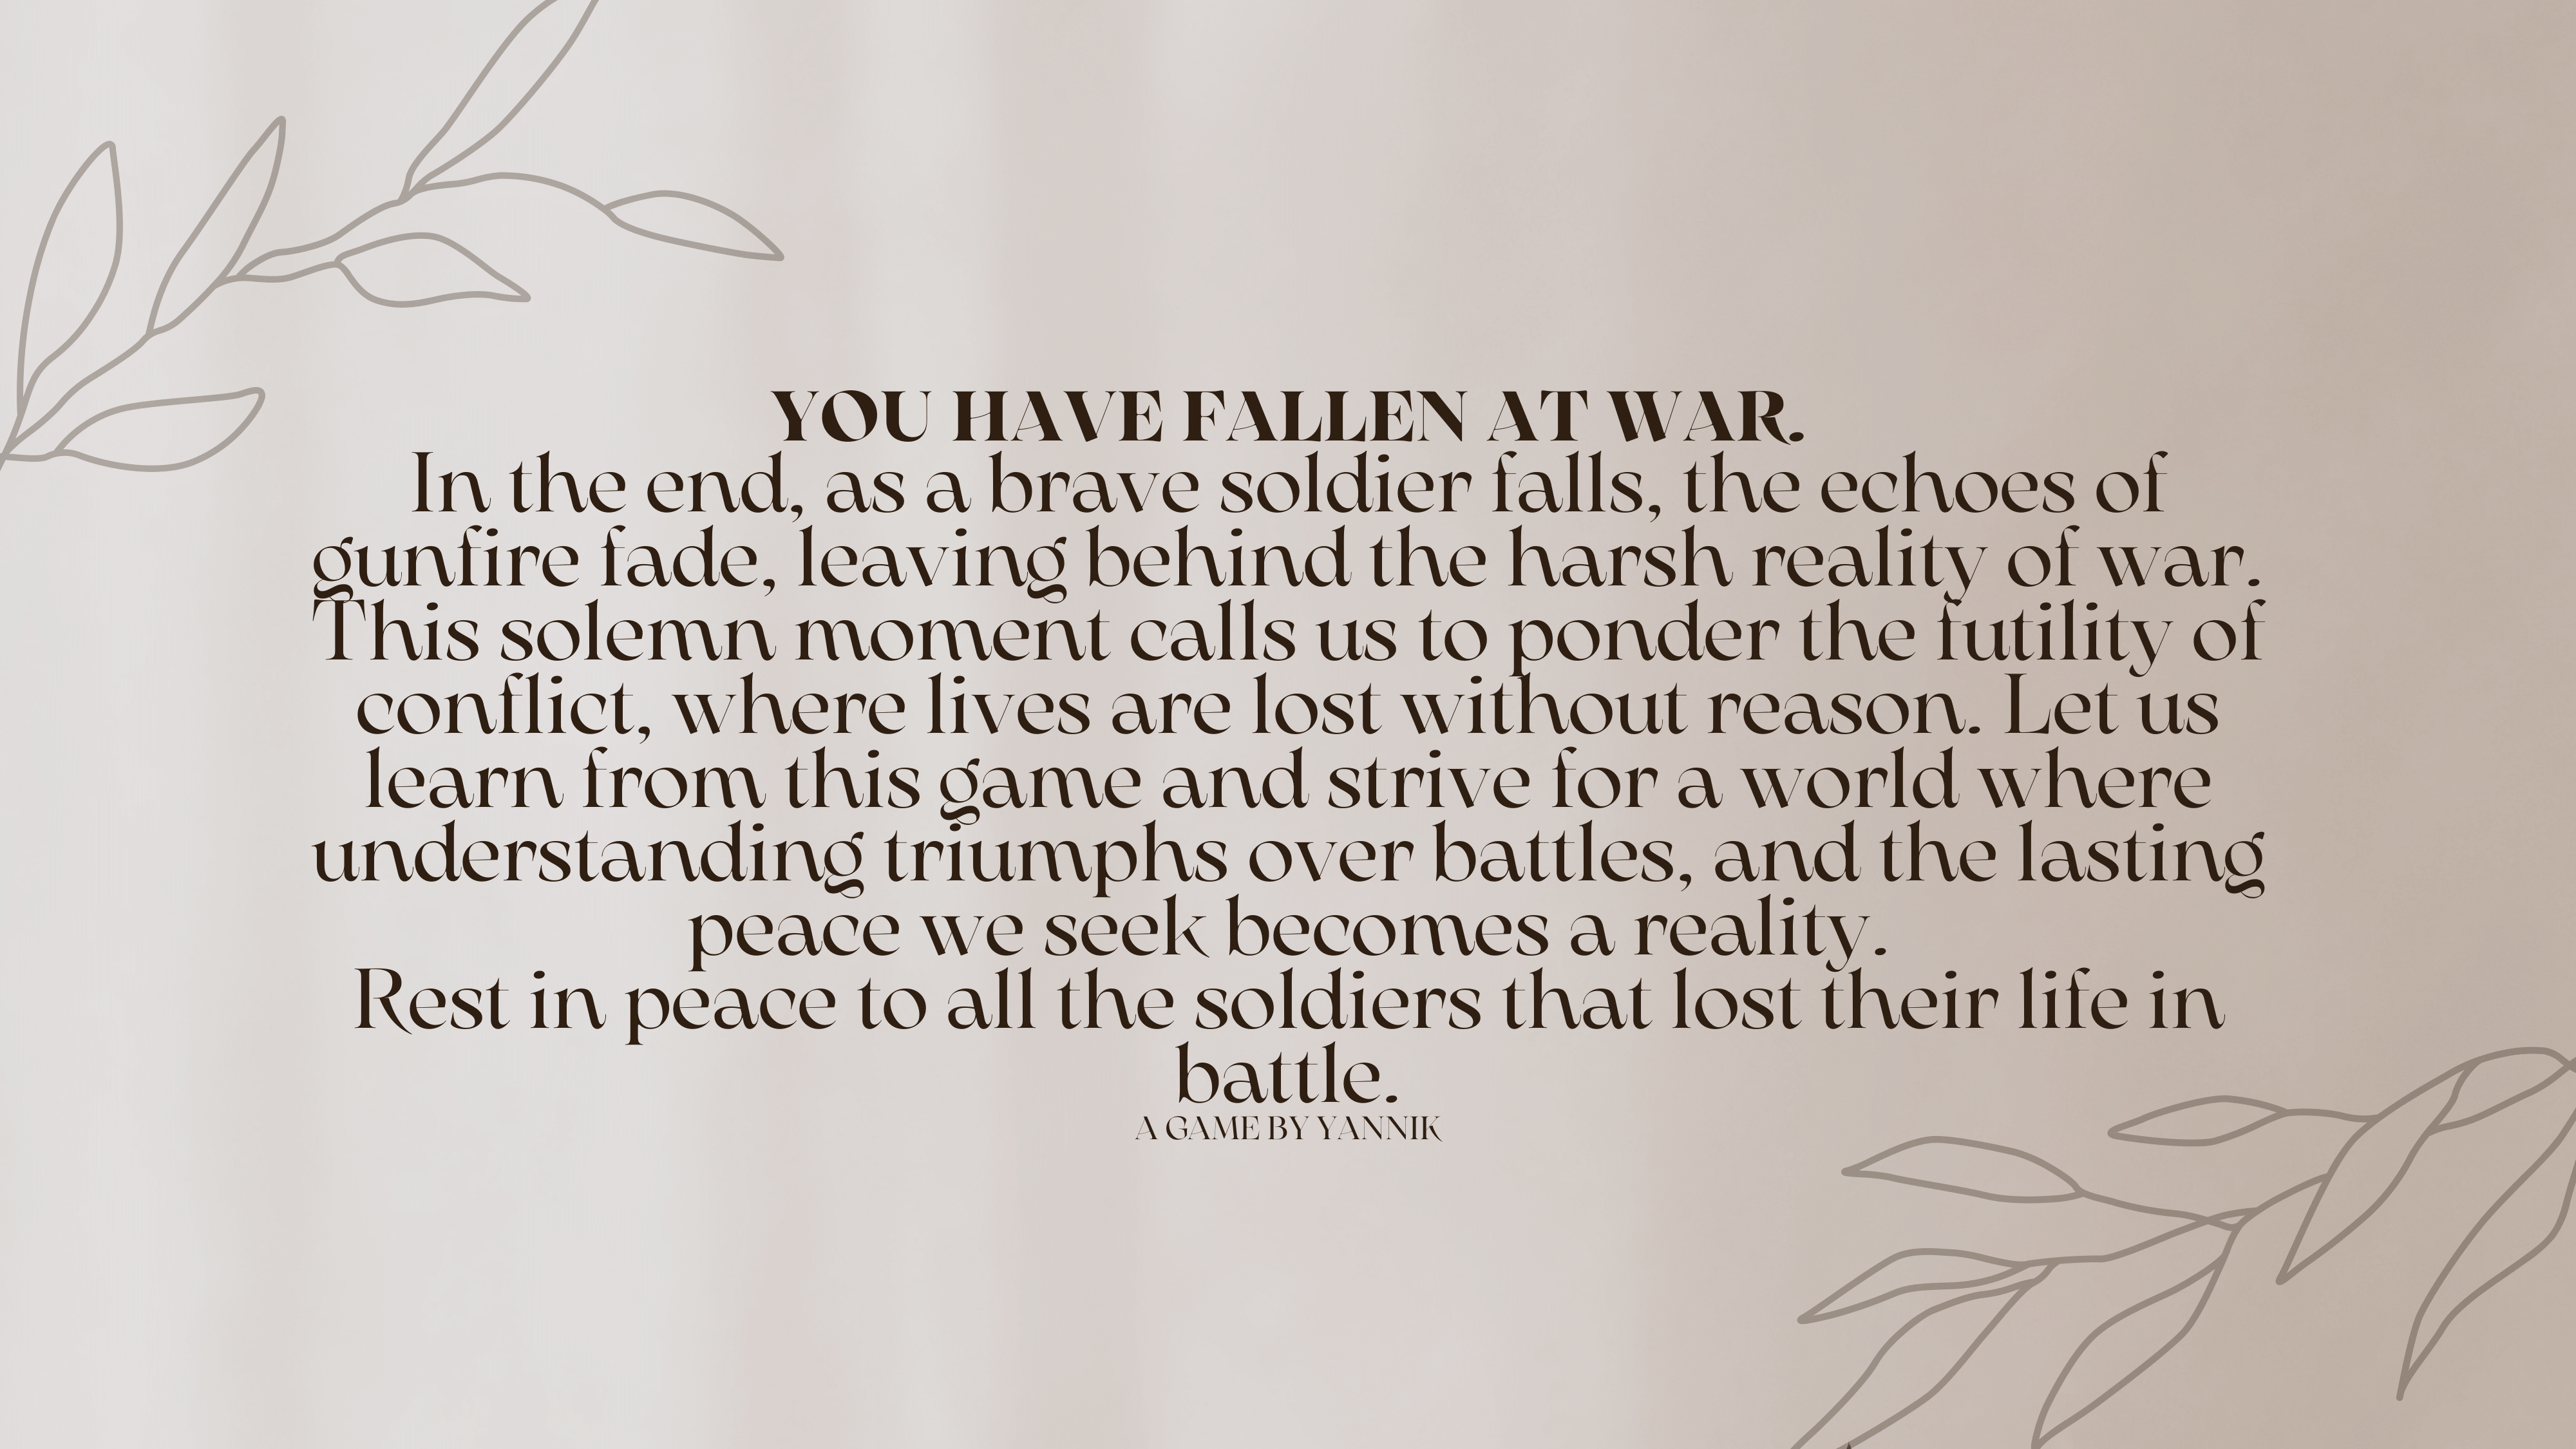 YOU HAVE FALLEN AT WAR.
In the end, as a brave soldier falls, the echoes of
gunfire fade, leaving behind the harsh reality of war.
This solemn moment calls us to ponder the futility of
conflict, where lives are lost without reason. Let us
learn from this game and strive for a world where
understanding triumphs over battles, and the lasting
peace we seek becomes a reality.
Rest in peace to all the soldiers that lost their life in
battle.
A GAME BY YANNIK